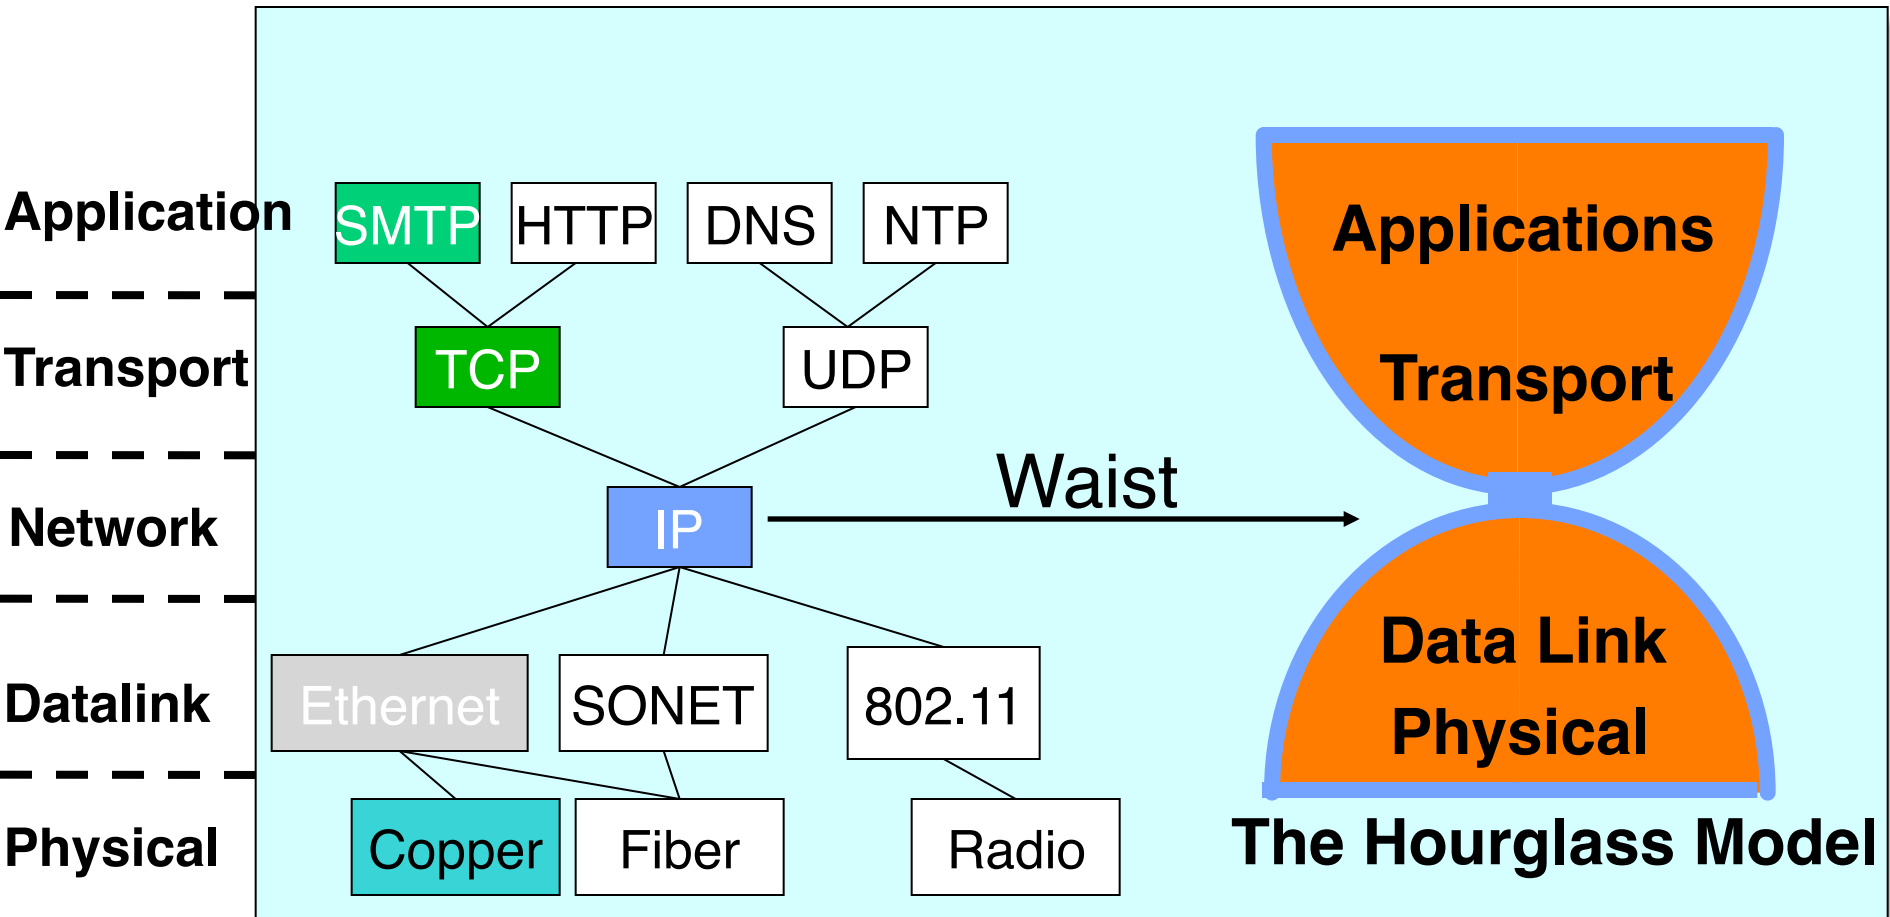 Application
SMTP HTTP DNS NTP
Applications
Transport
TCP UDP
Transport
Network
IP
Waist
Datalink
Ethernet SONET 802.11
Data Link
Physical
Physical
Copper Fiber Radio
The Hourglass Model